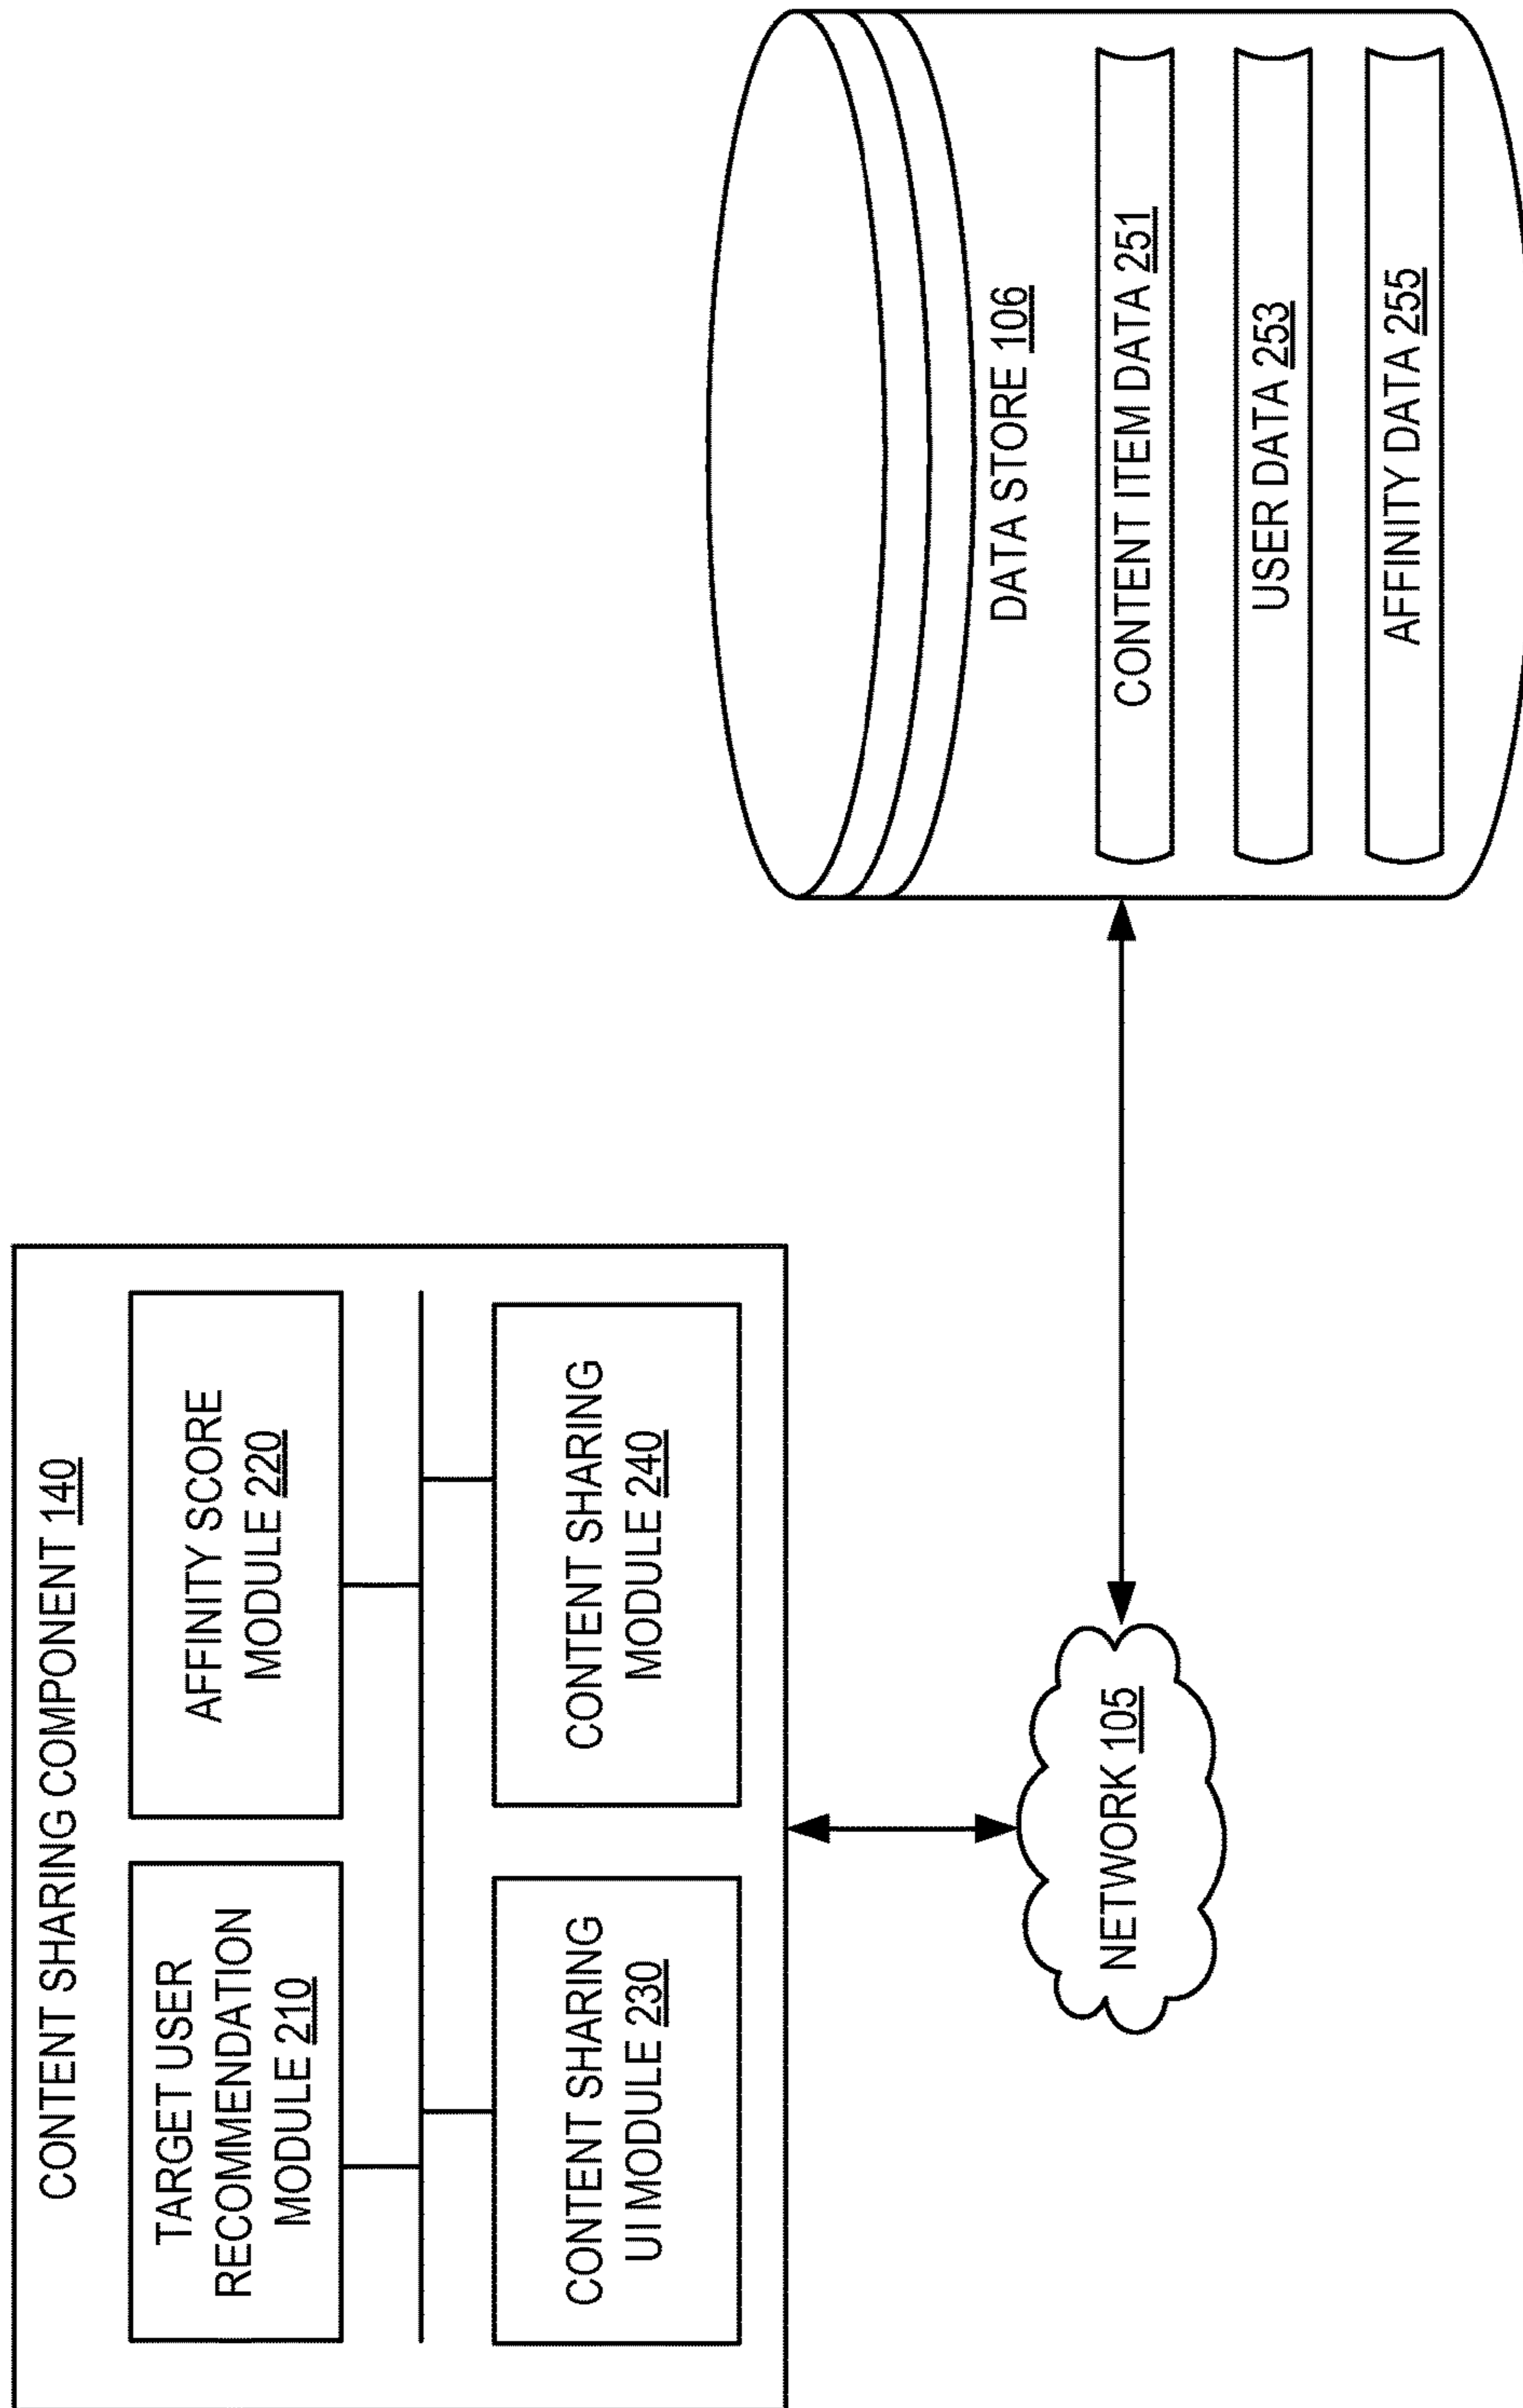 CONTENT SHARING COMPONENT 140
TARGET USER
RECOMMENDATION
MODULE 210
AFFINITY SCORE
MODULE 220
CONTENT SHARING
UI MODULE 230
CONTENT SHARING
MODULE 240
NETWORK 105
DATA STORE 106
CONTENT ITEM DATA 251
USER DATA 253
AFFINITY DATA 255